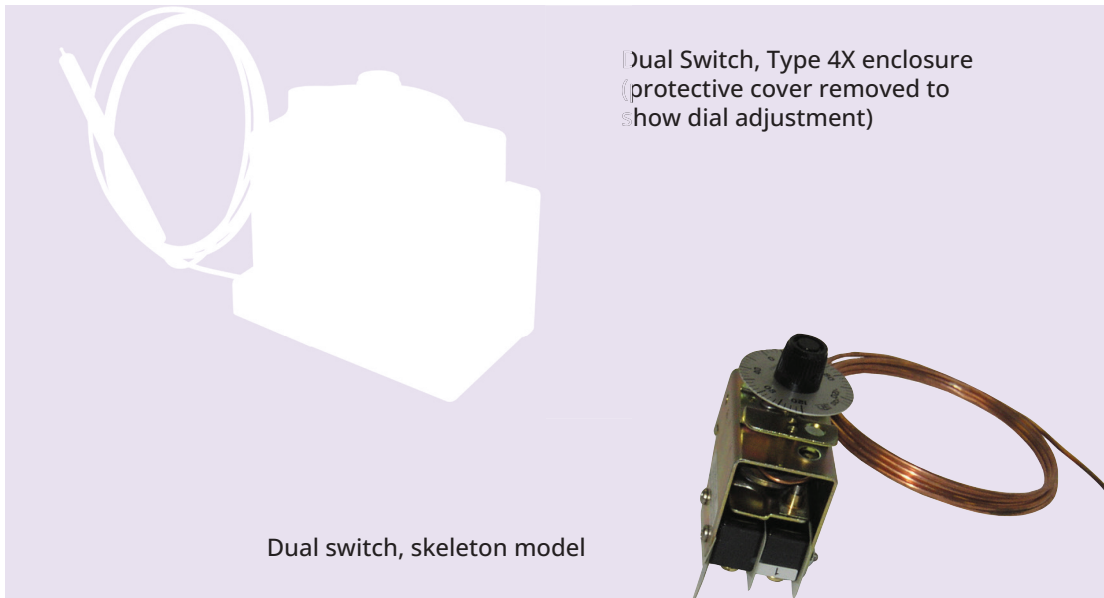 Dual Switch, Type 4X enclosure
(protective cover removed to
show dial adjustment)
Dual switch, skeleton model